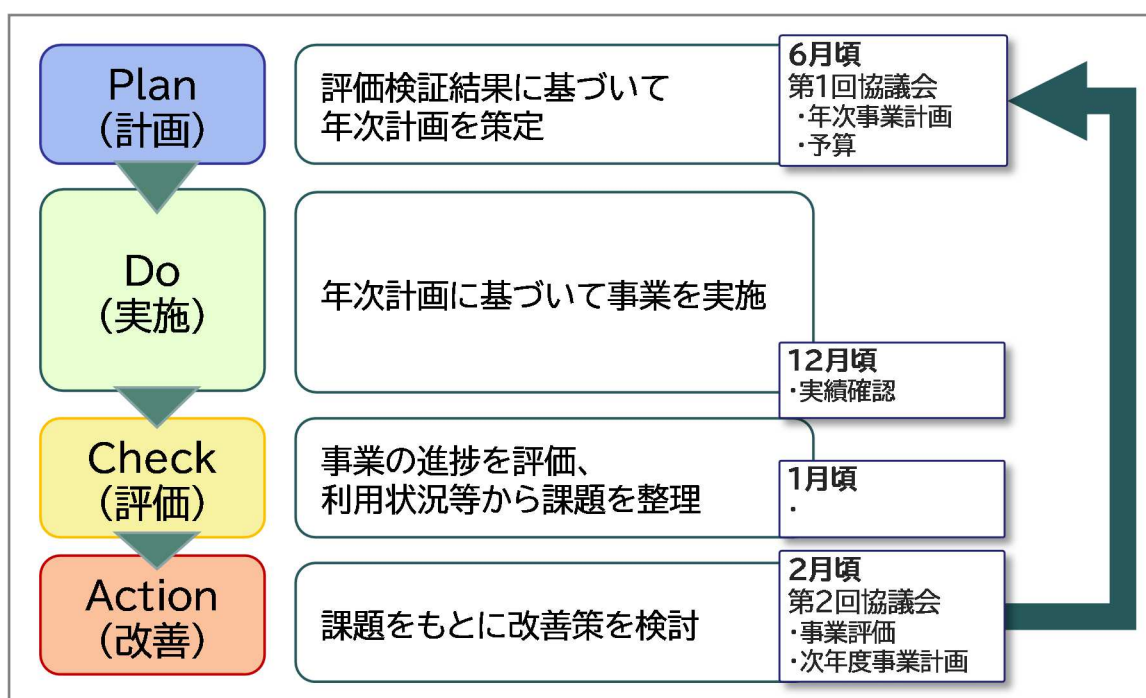 Plan
(計画)
評価検証結果に基づいて
年次計画を策定
6月頃
第1回協議会
・年次事業計画
・予算
Do
(実施)
年次計画に基づいて事業を実施
12月頃
・実績確認
Check
(評価)
事業の進捗を評価、
利用状況等から課題を整理
1月頃
・
Action
(改善)
課題をもとに改善策を検討
2月頃
第2回協議会
・事業評価
・次年度事業計画